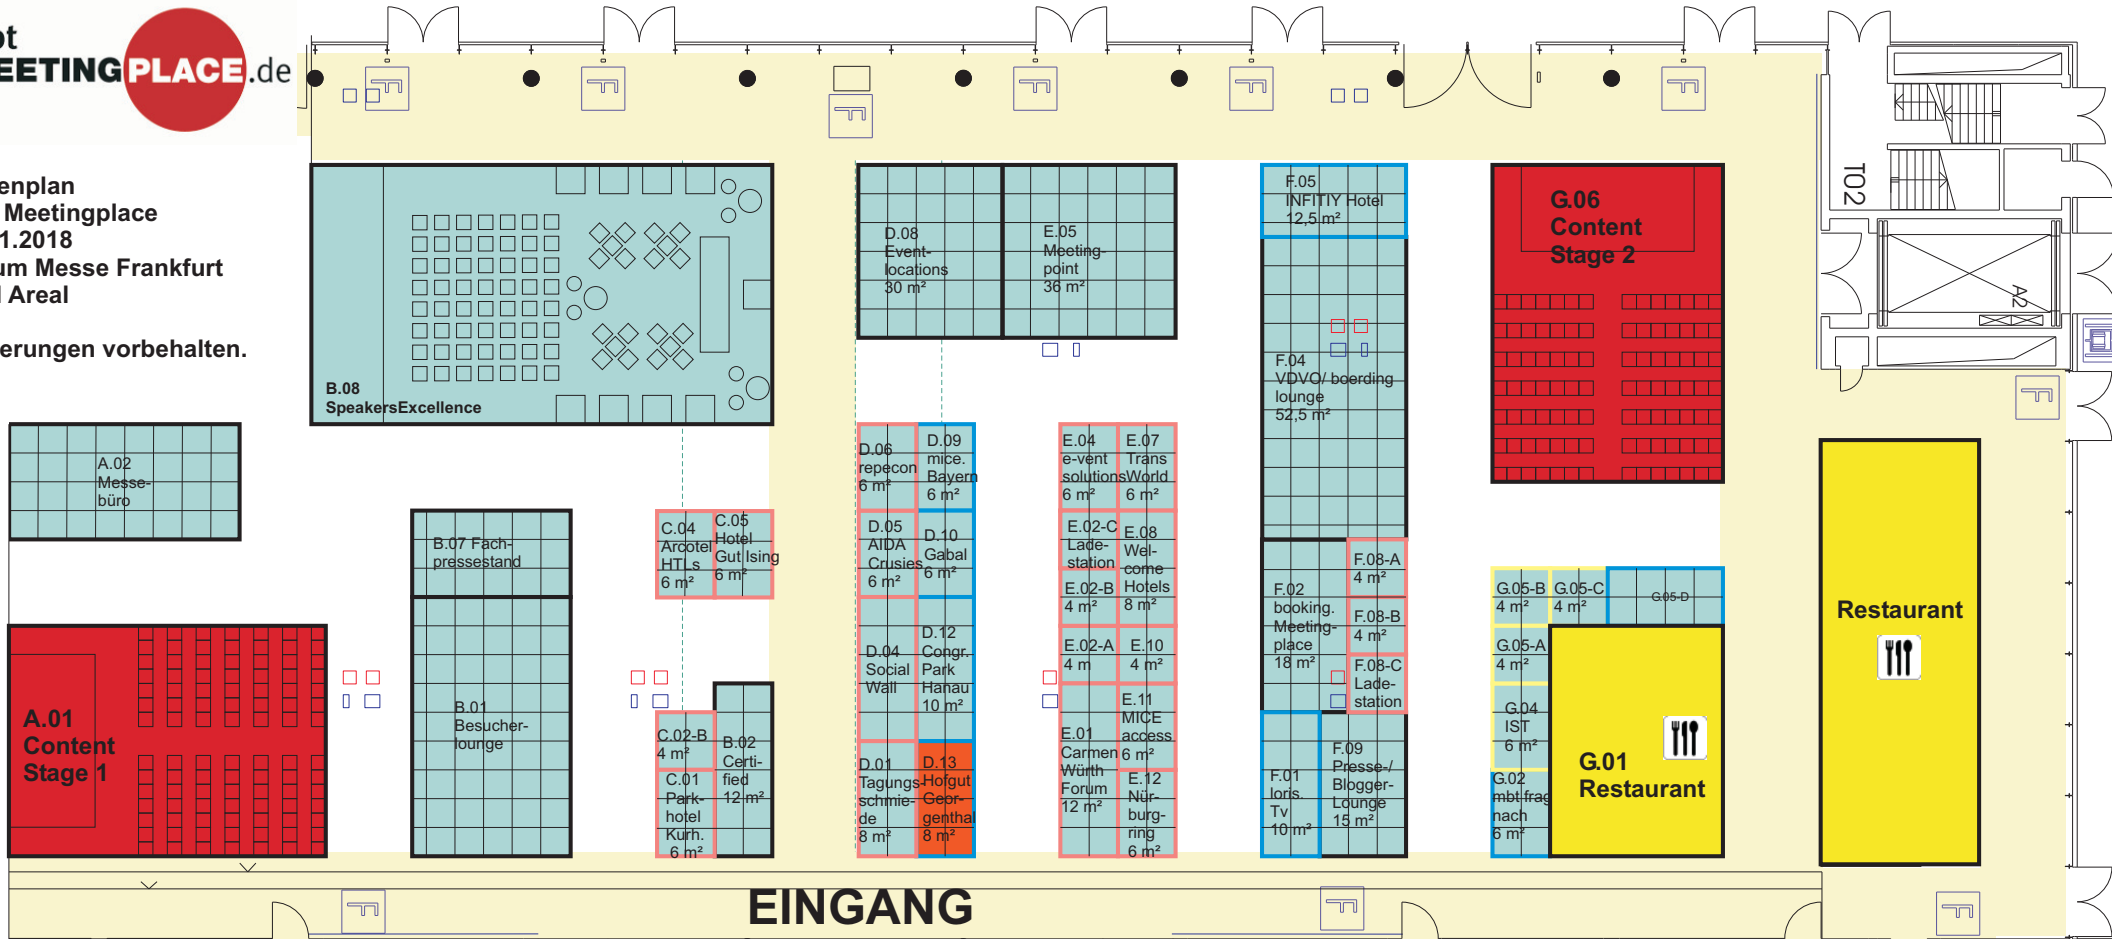 EETINGPLACE.de
enplan
Meetingplace
1.2018
um Messe Frankfurt
Areal
erungen vorbehalten.
B.08
SpeakersExcellence
D.08
Event-
locations
30 m²
E.05
Meeting-
point
36 m²
F.05
INFITIY Hotel
12,5 m²
G.06
Content
Stage 2
T02
A2
F.04
VDVO/ boerding
lounge
52,5 m²
A.02
Messe-
büro
B.07 Fach-
pressestand
C.04
Arcotel
HTLs
6 m²
C.05
Hotel
Gut Ising
6 m²
D.06
repecon
6 m²
D.09
mice.
Bayern
6 m²
D.05
AIDA
Crusies
6 m²
D.10
Gabal
6 m²
E.04
e-vent
solutions
6 m²
E.07
Trans
World
6 m²
E.02-C
Lade-
station
E.08
Wel-
come
Hotels
8 m²
E.02-B
4 m²
E.02-A
4 m
E.10
4 m²
F.02
booking.
Meeting-
place
18 m²
F.08-A
4 m²
F.08-B
4 m²
F.08-C
Lade-
station
G.05-B
4 m²
G.05-C
4 m²
G.05-D
G.05-A
4 m²
G.04
IST
6 m²
G.02
mbt frag
nach
6 m²
G.01
Restaurant
Restaurant
A.01
Content
Stage 1
B.01
Besucher-
lounge
C.02-B
4 m²
C.01
Park-
hotel
Kurh.
6 m²
B.02
Certi-
fied
12 m²
D.04
Social
Wall
D.12
Congr.
Park
Hanau
10 m²
D.01
Tagungs-
schmie-
de
8 m²
D.13
Hofgut
Geor-
genthal
8 m²
E.01
Carmen
Würth
Forum
12 m²
E.11
MICE
access
6 m²
E.12
Nür-
burg-
ring
6 m²
F.01
loris.
Tv
10 m²
F.09
Presse-/
Blogger-
Lounge
15 m²
EINGANG